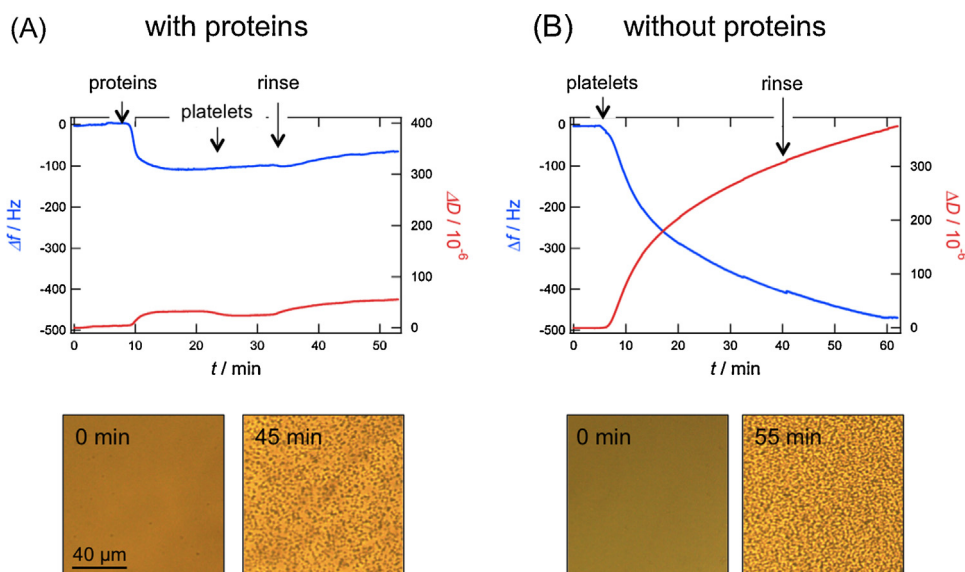 (A) with proteins
proteins
rinse
platelets
0
-100
-200
-300
-400
-500
Δf / Hz
400
300
200
100
0
ΔD / 10⁻⁶
0 10 20 30 40 50
t / min
0 min
40 µm
45 min
(B) without proteins
platelets
rinse
0
-100
-200
-300
-400
-500
Δf / Hz
300
200
100
0
ΔD / 10⁻⁶
0 10 20 30 40 50 60
t / min
0 min
55 min